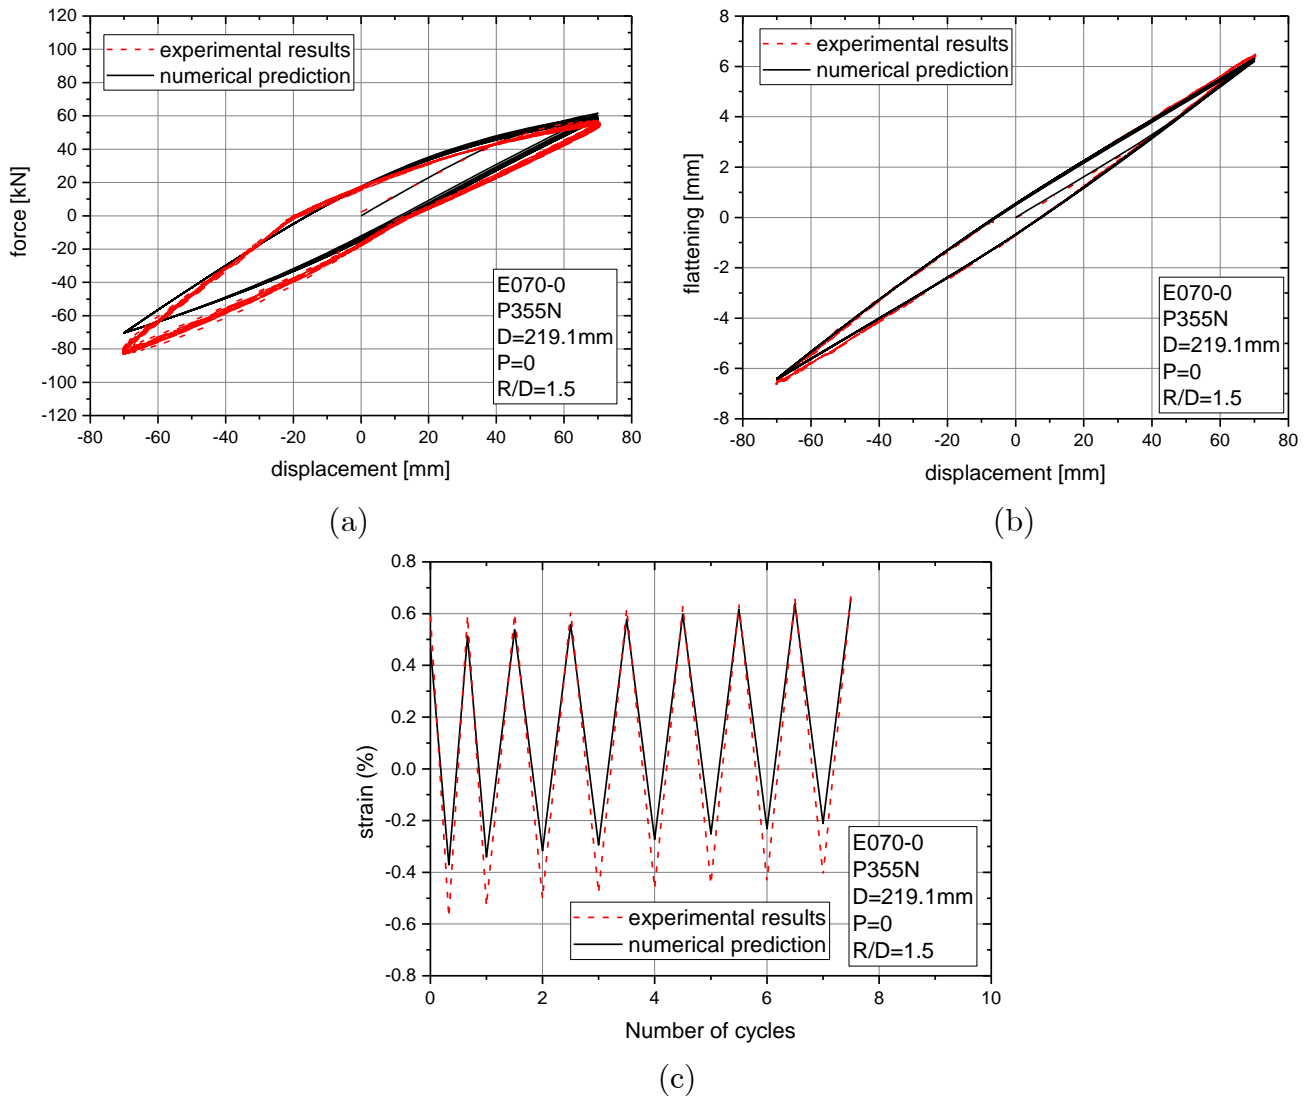 120
100
80
60
40
20
0
-20
-40
-60
-80
-100
-120
force [kN]
experimental results
numerical prediction
E070-0
P355N
D=219.1mm
P=0
R/D=1.5
-80 -60 -40 -20 0 20 40 60 80
displacement [mm]
(a)
8
6
4
2
0
-2
-4
-6
-8
flattening [mm]
experimental results
numerical prediction
E070-0
P355N
D=219.1mm
P=0
R/D=1.5
-80 -60 -40 -20 0 20 40 60 80
displacement [mm]
(b)
0.8
0.6
0.4
0.2
0.0
-0.2
-0.4
-0.6
-0.8
strain (%)
E070-0
P355N
D=219.1mm
P=0
R/D=1.5
experimental results
numerical prediction
0 2 4 6 8 10
Number of cycles
(c)